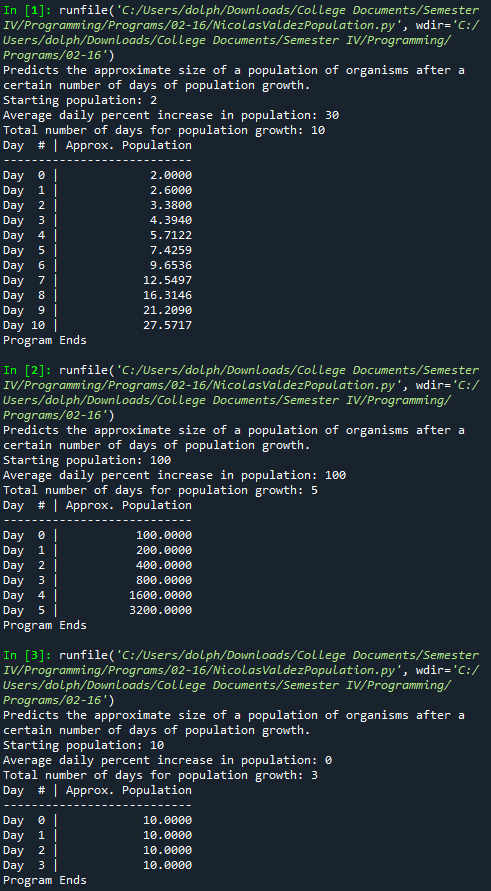 In [1]: runfile('C:/Users/dolph/Downloads/College Documents/Semester
IV/Programming/Programs/02-16/NicolasValdezPopulation.py', wdir='C:/
Users/dolph/Downloads/College Documents/Semester IV/Programming/
Programs/02-16')
Predicts the approximate size of a population of organisms after a
certain number of days of population growth.
Starting population: 2
Average daily percent increase in population: 30
Total number of days for population growth: 10
Day  # | Approx. Population
---------------------------
Day  0 |             2.0000
Day  1 |             2.6000
Day  2 |             3.3800
Day  3 |             4.3940
Day  4 |             5.7122
Day  5 |             7.4259
Day  6 |             9.6536
Day  7 |            12.5497
Day  8 |            16.3146
Day  9 |            21.2090
Day 10 |            27.5717
Program Ends
In [2]: runfile('C:/Users/dolph/Downloads/College Documents/Semester
IV/Programming/Programs/02-16/NicolasValdezPopulation.py', wdir='C:/
Users/dolph/Downloads/College Documents/Semester IV/Programming/
Programs/02-16')
Predicts the approximate size of a population of organisms after a
certain number of days of population growth.
Starting population: 100
Average daily percent increase in population: 100
Total number of days for population growth: 5
Day  # | Approx. Population
---------------------------
Day  0 |           100.0000
Day  1 |           200.0000
Day  2 |           400.0000
Day  3 |           800.0000
Day  4 |          1600.0000
Day  5 |          3200.0000
Program Ends
In [3]: runfile('C:/Users/dolph/Downloads/College Documents/Semester
IV/Programming/Programs/02-16/NicolasValdezPopulation.py', wdir='C:/
Users/dolph/Downloads/College Documents/Semester IV/Programming/
Programs/02-16')
Predicts the approximate size of a population of organisms after a
certain number of days of population growth.
Starting population: 10
Average daily percent increase in population: 0
Total number of days for population growth: 3
Day  # | Approx. Population
---------------------------
Day  0 |            10.0000
Day  1 |            10.0000
Day  2 |            10.0000
Day  3 |            10.0000
Program Ends